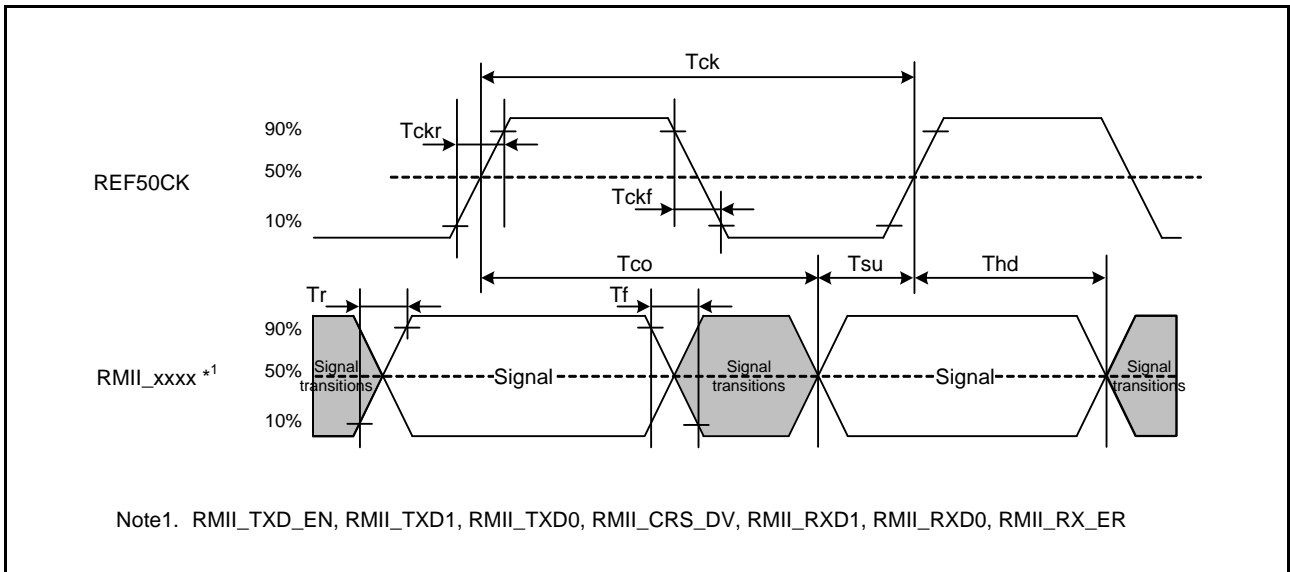 Tck
90%
Tckr
50%
REF50CK
Tckf
10%
Tco
Tsu
Thd
Tr
Tf
90%
RMII_xxxx *1
50%
Signal transitions
Signal
Signal transitions
Signal
Signal transitions
10%
Note1. RMII_TXD_EN, RMII_TXD1, RMII_TXD0, RMII_CRS_DV, RMII_RXD1, RMII_RXD0, RMII_RX_ER